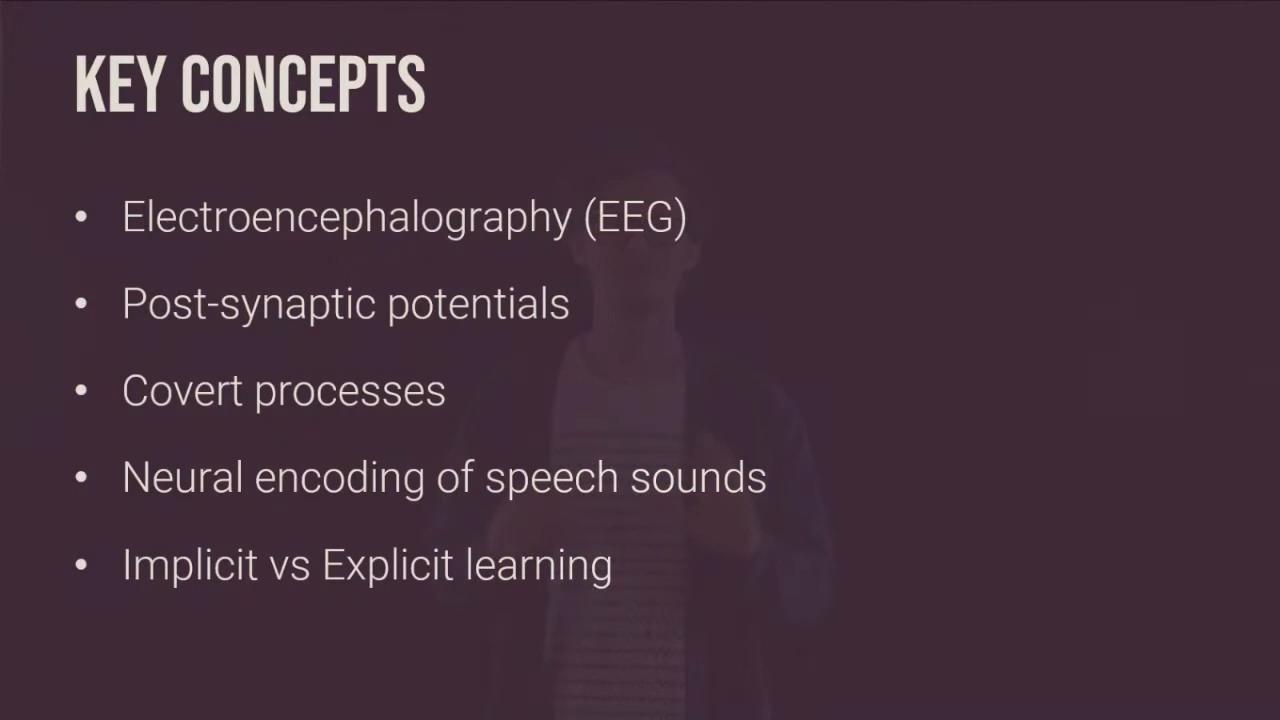 KEY CONCEPTS
• Electroencephalography (EEG)
• Post-synaptic potentials
• Covert processes
• Neural encoding of speech sounds
• Implicit vs Explicit learning